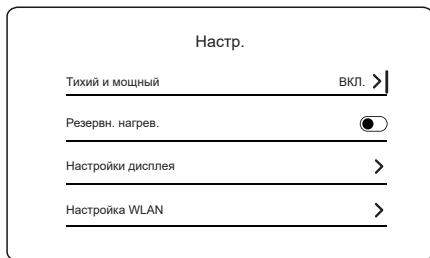 Настр.
Тихий и мощный ВКЛ.
Резервн. нагрев.
Настройки дисплея
Настройка WLAN